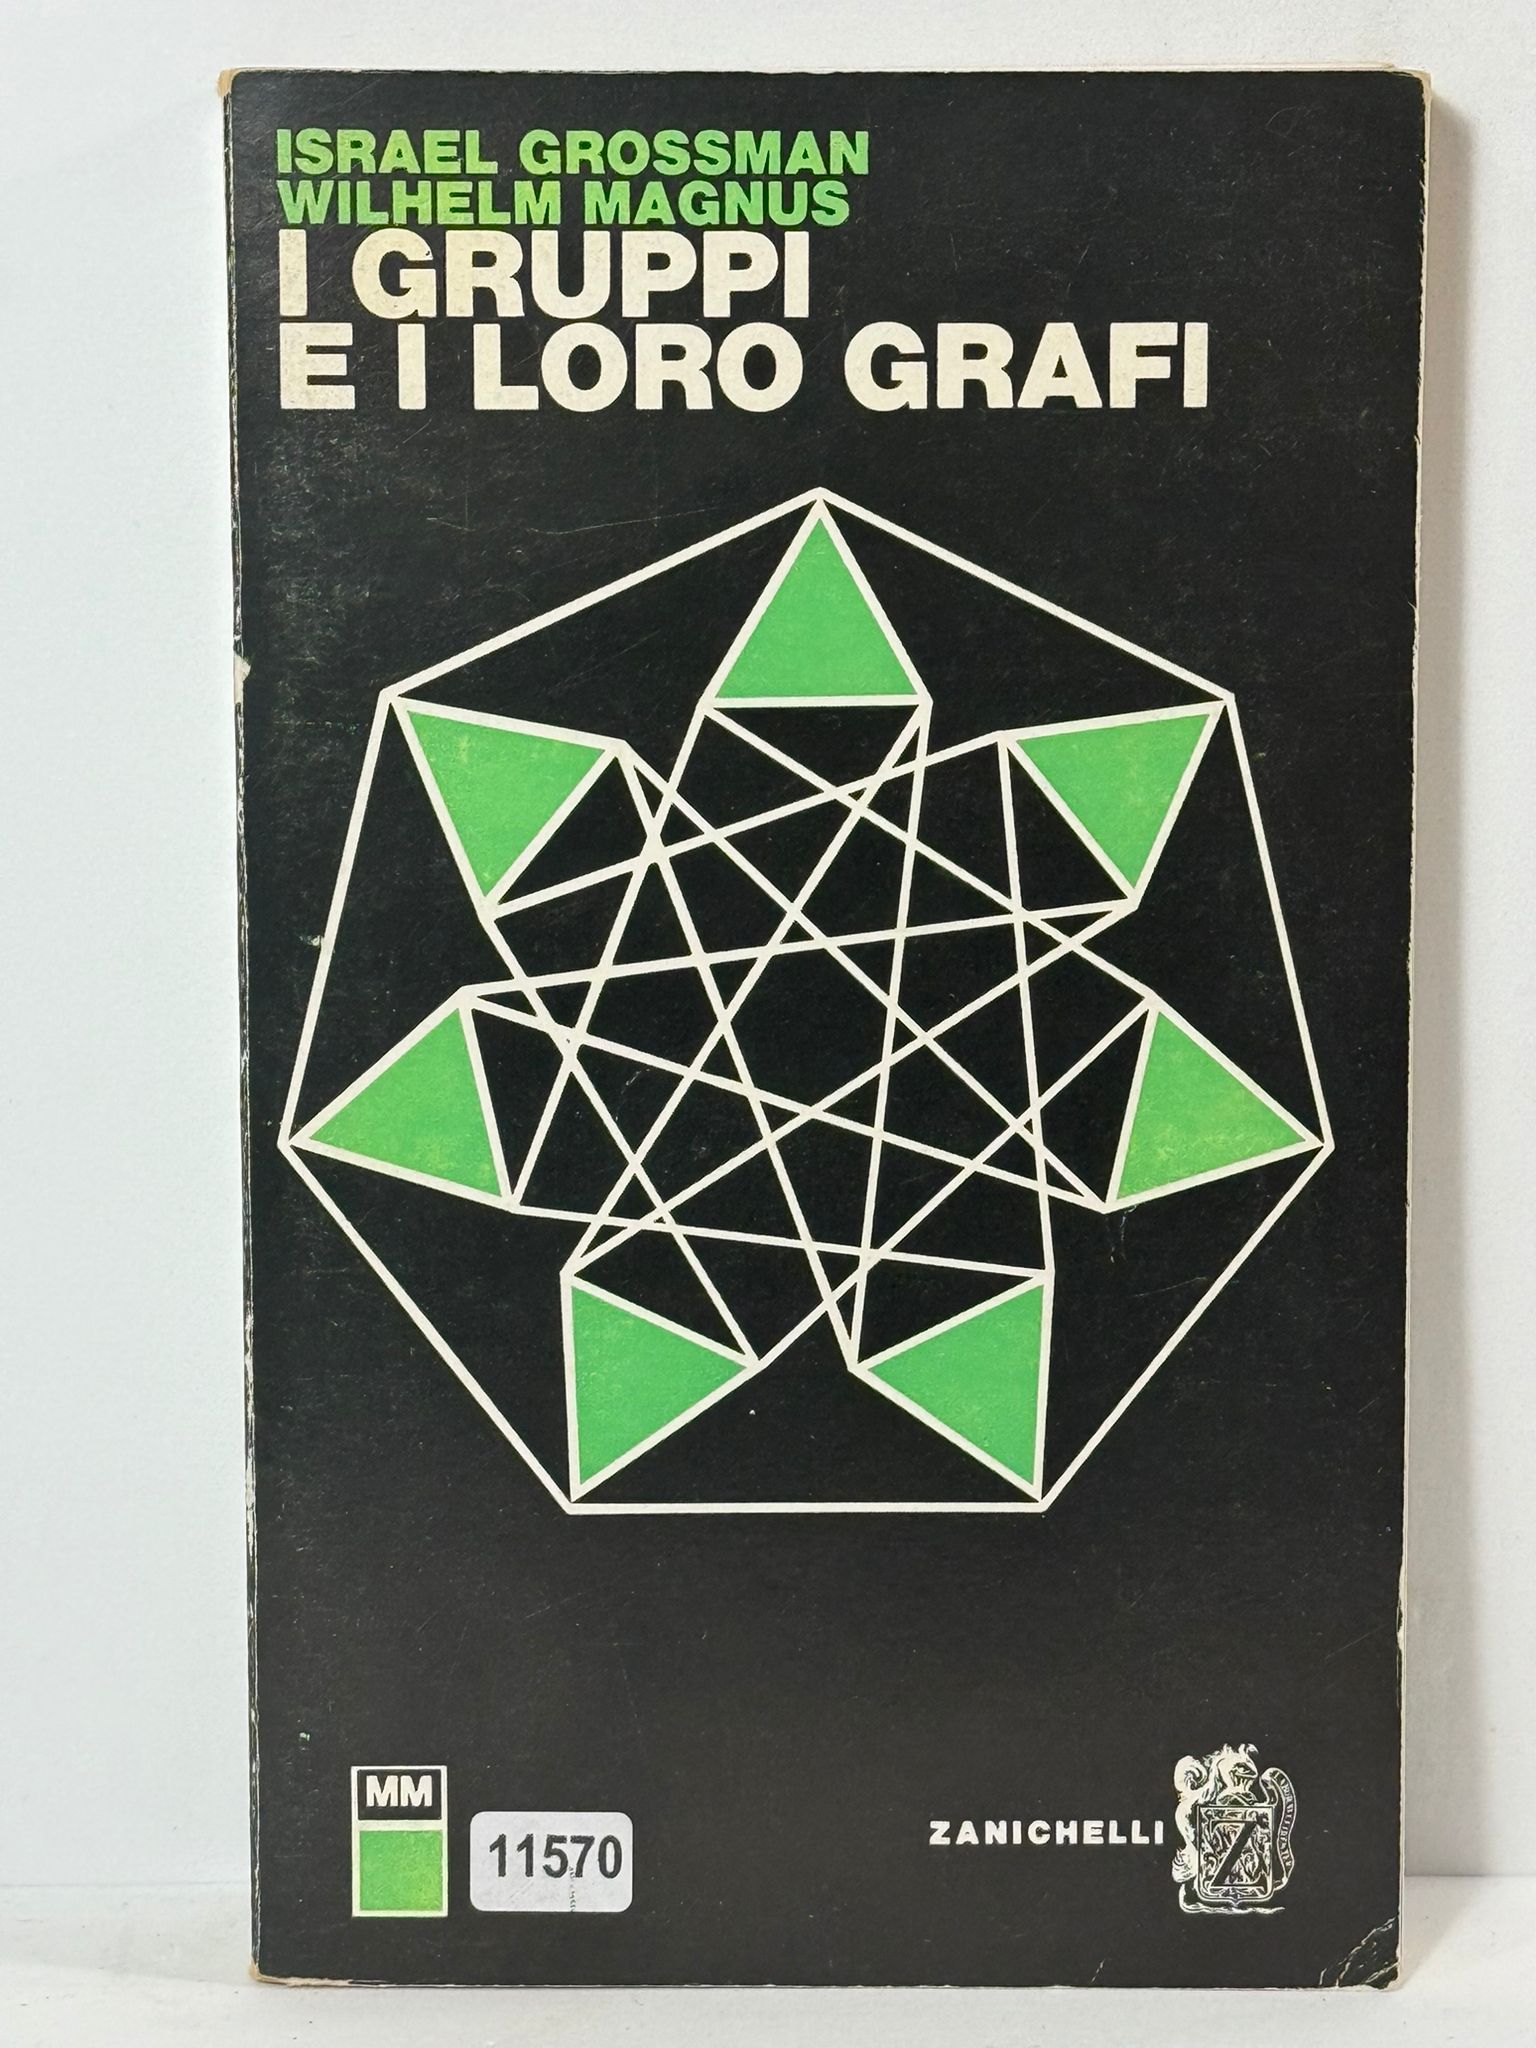 ISRAEL GROSSMAN
WILHELM MAGNUS
I GRUPPI
E I LORO GRAFI
MM
11570
ZANICHELLI
Z